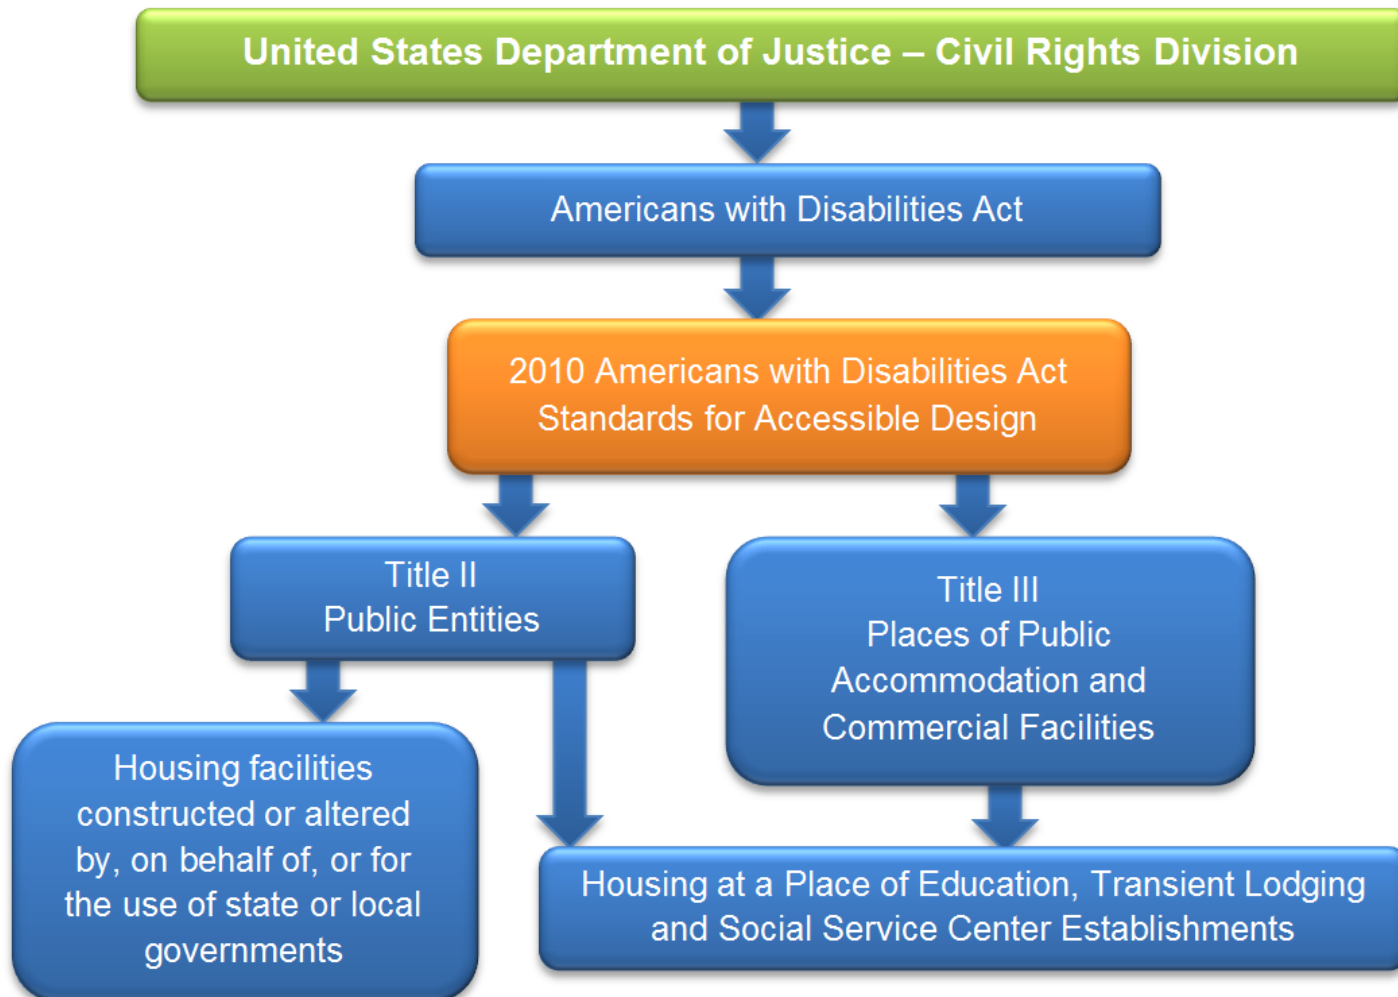 United States Department of Justice – Civil Rights Division
Americans with Disabilities Act
2010 Americans with Disabilities Act
Standards for Accessible Design
Title II
Public Entities
Title III
Places of Public
Accommodation and
Commercial Facilities
Housing facilities
constructed or altered
by, on behalf of, or for
the use of state or local
governments
Housing at a Place of Education, Transient Lodging
and Social Service Center Establishments